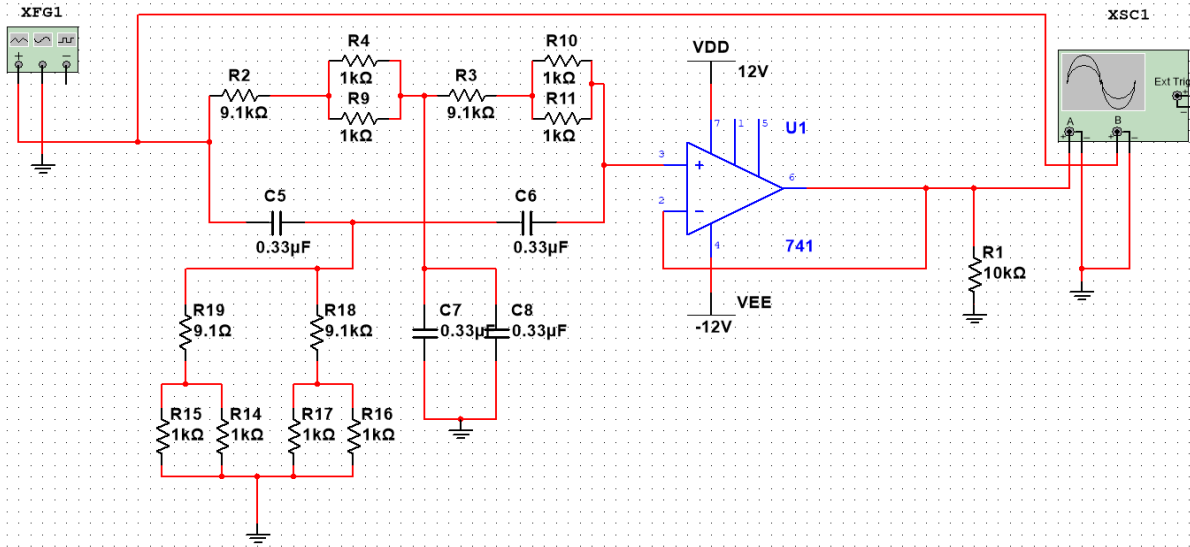 XFG1
XSC1
R4
1kΩ
R9
1kΩ
R2
9.1kΩ
R3
9.1kΩ
R10
1kΩ
R11
1kΩ
VDD
12V
U1
7
1
5
3
2
6
4
741
VEE
-12V
Ext Trig
+
-
A
B
+
-
+
-
C5
0.33µF
C6
0.33µF
R1
10kΩ
R19
9.1Ω
R18
9.1kΩ
C7
0.33µF
C8
0.33µF
R15
1kΩ
R14
1kΩ
R17
1kΩ
R16
1kΩ